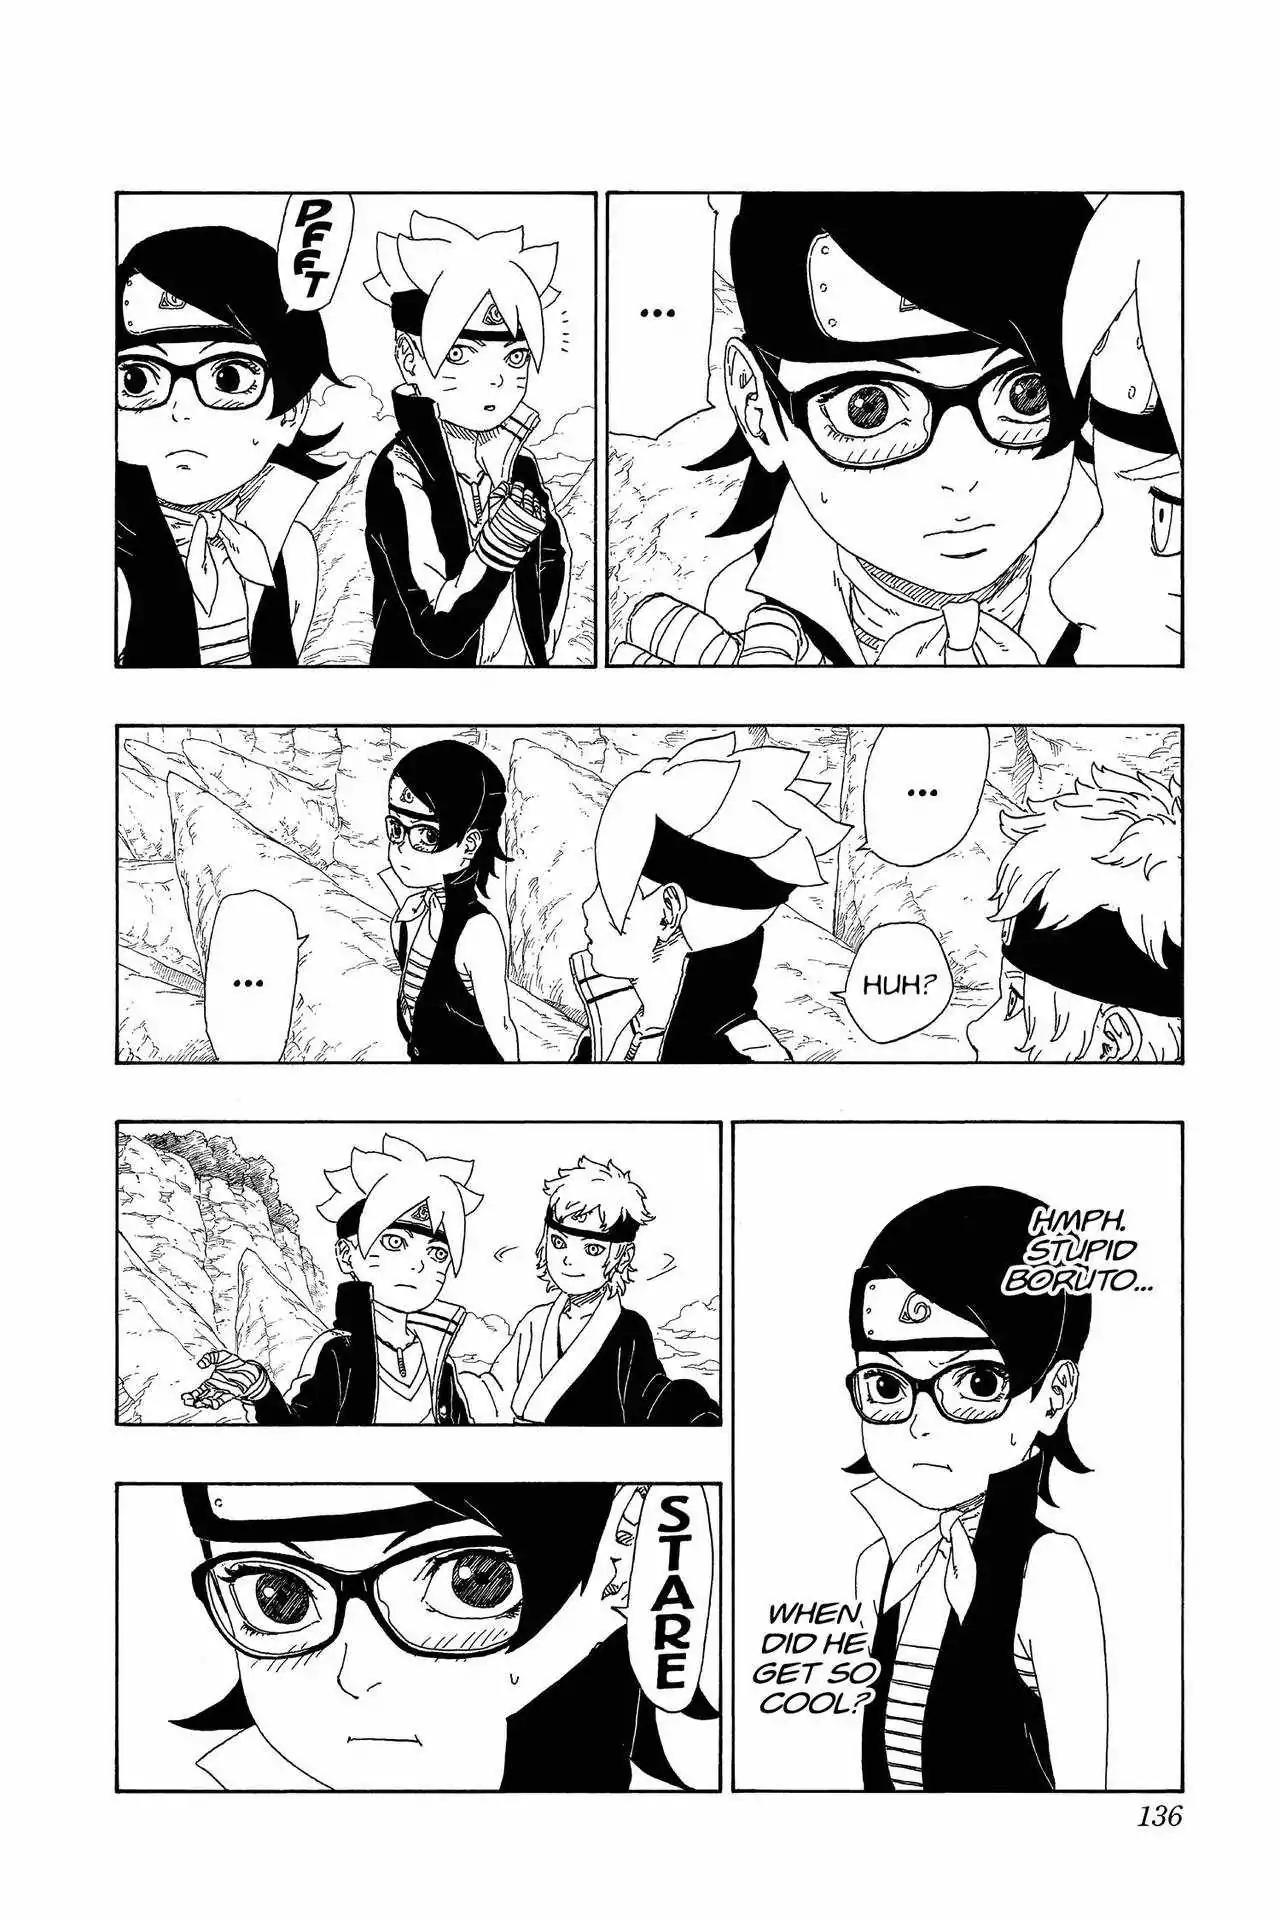 ...
PFFT
...
HUH?
...
HMPH.
STUPID
BORUTO...
WHEN
DID HE
GET SO
COOL?
STARE
136